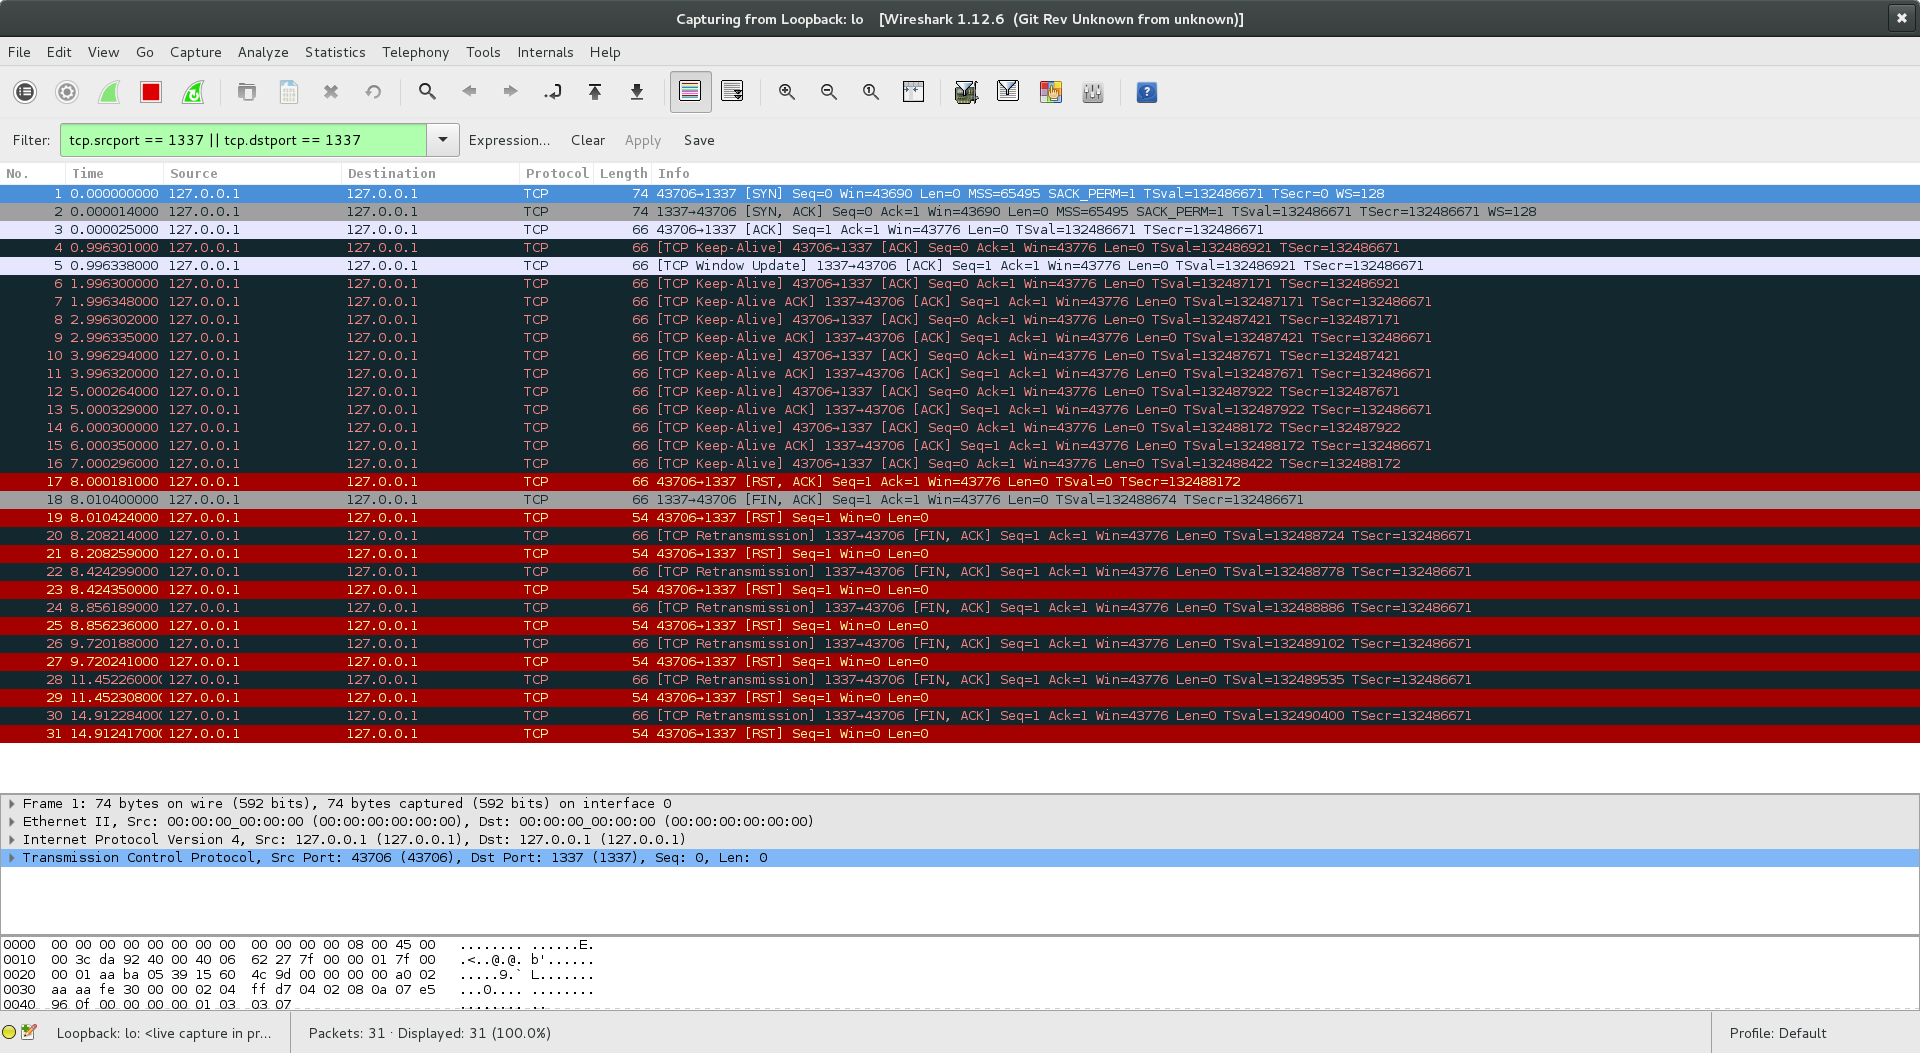 Capturing from Loopback: lo [Wireshark 1.12.6 (Git Rev Unknown from unknown)]
File Edit View Go Capture Analyze Statistics Telephony Tools Internals Help
Filter: tcp.srcport == 1337 || tcp.dstport == 1337 Expression... Clear Apply Save
No. Time Source Destination Protocol Length Info
1 0.000000000 127.0.0.1 127.0.0.1 TCP 74 43706→1337 [SYN] Seq=0 Win=43690 Len=0 MSS=65495 SACK_PERM=1 TSval=132486671 TSecr=0 WS=128
2 0.000014000 127.0.0.1 127.0.0.1 TCP 74 1337→43706 [SYN, ACK] Seq=0 Ack=1 Win=43690 Len=0 MSS=65495 SACK_PERM=1 TSval=132486671 TSecr=132486671 WS=128
3 0.000025000 127.0.0.1 127.0.0.1 TCP 66 43706→1337 [ACK] Seq=1 Ack=1 Win=43776 Len=0 TSval=132486671 TSecr=132486671
4 0.996301000 127.0.0.1 127.0.0.1 TCP 66 [TCP Keep-Alive] 43706→1337 [ACK] Seq=0 Ack=1 Win=43776 Len=0 TSval=132486921 TSecr=132486671
5 0.996338000 127.0.0.1 127.0.0.1 TCP 66 [TCP Window Update] 1337→43706 [ACK] Seq=1 Ack=1 Win=43776 Len=0 TSval=132486921 TSecr=132486671
6 1.996300000 127.0.0.1 127.0.0.1 TCP 66 [TCP Keep-Alive] 43706→1337 [ACK] Seq=0 Ack=1 Win=43776 Len=0 TSval=132487171 TSecr=132486921
7 1.996348000 127.0.0.1 127.0.0.1 TCP 66 [TCP Keep-Alive ACK] 1337→43706 [ACK] Seq=1 Ack=1 Win=43776 Len=0 TSval=132487171 TSecr=132486671
8 2.996302000 127.0.0.1 127.0.0.1 TCP 66 [TCP Keep-Alive] 43706→1337 [ACK] Seq=0 Ack=1 Win=43776 Len=0 TSval=132487421 TSecr=132487171
9 2.996335000 127.0.0.1 127.0.0.1 TCP 66 [TCP Keep-Alive ACK] 1337→43706 [ACK] Seq=1 Ack=1 Win=43776 Len=0 TSval=132487421 TSecr=132486671
10 3.996294000 127.0.0.1 127.0.0.1 TCP 66 [TCP Keep-Alive] 43706→1337 [ACK] Seq=0 Ack=1 Win=43776 Len=0 TSval=132487671 TSecr=132487421
11 3.996320000 127.0.0.1 127.0.0.1 TCP 66 [TCP Keep-Alive ACK] 1337→43706 [ACK] Seq=1 Ack=1 Win=43776 Len=0 TSval=132487671 TSecr=132486671
12 5.000264000 127.0.0.1 127.0.0.1 TCP 66 [TCP Keep-Alive] 43706→1337 [ACK] Seq=0 Ack=1 Win=43776 Len=0 TSval=132487922 TSecr=132487671
13 5.000329000 127.0.0.1 127.0.0.1 TCP 66 [TCP Keep-Alive ACK] 1337→43706 [ACK] Seq=1 Ack=1 Win=43776 Len=0 TSval=132487922 TSecr=132486671
14 6.000300000 127.0.0.1 127.0.0.1 TCP 66 [TCP Keep-Alive] 43706→1337 [ACK] Seq=0 Ack=1 Win=43776 Len=0 TSval=132488172 TSecr=132487922
15 6.000350000 127.0.0.1 127.0.0.1 TCP 66 [TCP Keep-Alive ACK] 1337→43706 [ACK] Seq=1 Ack=1 Win=43776 Len=0 TSval=132488172 TSecr=132486671
16 7.000296000 127.0.0.1 127.0.0.1 TCP 66 [TCP Keep-Alive] 43706→1337 [ACK] Seq=0 Ack=1 Win=43776 Len=0 TSval=132488422 TSecr=132488172
17 8.000181000 127.0.0.1 127.0.0.1 TCP 66 43706→1337 [RST, ACK] Seq=1 Ack=1 Win=43776 Len=0 TSval=0 TSecr=132488172
18 8.010400000 127.0.0.1 127.0.0.1 TCP 66 1337→43706 [FIN, ACK] Seq=1 Ack=1 Win=43776 Len=0 TSval=132488674 TSecr=132486671
19 8.010424000 127.0.0.1 127.0.0.1 TCP 54 43706→1337 [RST] Seq=1 Win=0 Len=0
20 8.208214000 127.0.0.1 127.0.0.1 TCP 66 [TCP Retransmission] 1337→43706 [FIN, ACK] Seq=1 Ack=1 Win=43776 Len=0 TSval=132488724 TSecr=132486671
21 8.208259000 127.0.0.1 127.0.0.1 TCP 54 43706→1337 [RST] Seq=1 Win=0 Len=0
22 8.424299000 127.0.0.1 127.0.0.1 TCP 66 [TCP Retransmission] 1337→43706 [FIN, ACK] Seq=1 Ack=1 Win=43776 Len=0 TSval=132488778 TSecr=132486671
23 8.424350000 127.0.0.1 127.0.0.1 TCP 54 43706→1337 [RST] Seq=1 Win=0 Len=0
24 8.856189000 127.0.0.1 127.0.0.1 TCP 66 [TCP Retransmission] 1337→43706 [FIN, ACK] Seq=1 Ack=1 Win=43776 Len=0 TSval=132488886 TSecr=132486671
25 8.856236000 127.0.0.1 127.0.0.1 TCP 54 43706→1337 [RST] Seq=1 Win=0 Len=0
26 9.720188000 127.0.0.1 127.0.0.1 TCP 66 [TCP Retransmission] 1337→43706 [FIN, ACK] Seq=1 Ack=1 Win=43776 Len=0 TSval=132489102 TSecr=132486671
27 9.720241000 127.0.0.1 127.0.0.1 TCP 54 43706→1337 [RST] Seq=1 Win=0 Len=0
28 11.45226000 127.0.0.1 127.0.0.1 TCP 66 [TCP Retransmission] 1337→43706 [FIN, ACK] Seq=1 Ack=1 Win=43776 Len=0 TSval=132489535 TSecr=132486671
29 11.45230800 127.0.0.1 127.0.0.1 TCP 54 43706→1337 [RST] Seq=1 Win=0 Len=0
30 14.91228400 127.0.0.1 127.0.0.1 TCP 66 [TCP Retransmission] 1337→43706 [FIN, ACK] Seq=1 Ack=1 Win=43776 Len=0 TSval=132490400 TSecr=132486671
31 14.91241700 127.0.0.1 127.0.0.1 TCP 54 43706→1337 [RST] Seq=1 Win=0 Len=0
Frame 1: 74 bytes on wire (592 bits), 74 bytes captured (592 bits) on interface 0
Ethernet II, Src: 00:00:00_00:00:00 (00:00:00:00:00:00), Dst: 00:00:00_00:00:00 (00:00:00:00:00:00)
Internet Protocol Version 4, Src: 127.0.0.1 (127.0.0.1), Dst: 127.0.0.1 (127.0.0.1)
Transmission Control Protocol, Src Port: 43706 (43706), Dst Port: 1337 (1337), Seq: 0, Len: 0
0000 00 00 00 00 00 00 00 00 00 00 00 00 08 00 45 00 ........ ......E.
0010 00 3c da 92 40 00 40 06 62 27 7f 00 00 01 7f 00 .<..@.@. b'......
0020 00 01 aa ba 05 39 15 60 4c 9d 00 00 00 00 a0 02 .....9.` L.......
0030 aa aa fe 30 00 00 02 04 ff d7 04 02 08 0a 07 e5 ...0.... ........
0040 96 0f 00 00 00 00 01 03 03 07 ........ ..
Loopback: lo: <live capture in pr... Packets: 31 · Displayed: 31 (100.0%) Profile: Default